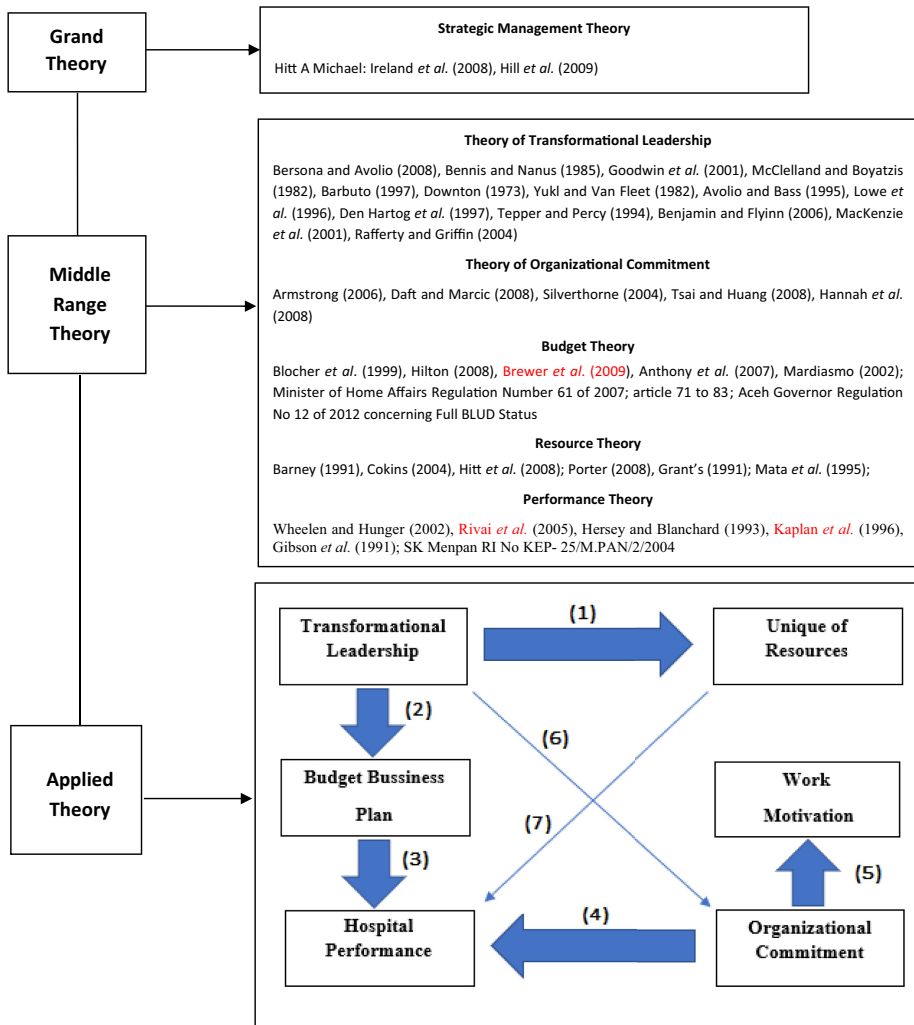 Grand
Theory
Strategic Management Theory
Hitt A Michael: Ireland et al. (2008), Hill et al. (2009)
Middle
Range
Theory
Theory of Transformational Leadership
Bersona and Avolio (2008), Bennis and Nanus (1985), Goodwin et al. (2001), McClelland and Boyatzis
(1982), Barbuto (1997), Downton (1973), Yukl and Van Fleet (1982), Avolio and Bass (1995), Lowe et
al. (1996), Den Hartog et al. (1997), Tepper and Percy (1994), Benjamin and Flyinn (2006), MacKenzie
et al. (2001), Rafferty and Griffin (2004)
Theory of Organizational Commitment
Armstrong (2006), Daft and Marcic (2008), Silverthorne (2004), Tsai and Huang (2008), Hannah et al.
(2008)
Budget Theory
Blocher et al. (1999), Hilton (2008), Brewer et al. (2009), Anthony et al. (2007), Mardiasmo (2002);
Minister of Home Affairs Regulation Number 61 of 2007; article 71 to 83; Aceh Governor Regulation
No 12 of 2012 concerning Full BLUD Status
Resource Theory
Barney (1991), Cokins (2004), Hitt et al. (2008); Porter (2008), Grant's (1991); Mata et al. (1995);
Performance Theory
Wheelen and Hunger (2002), Rivai et al. (2005), Hersey and Blanchard (1993), Kaplan et al. (1996),
Gibson et al. (1991); SK Menpan RI No KEP- 25/M.PAN/2/2004
Applied
Theory
Transformational
Leadership
(1)
Unique of
Resources
(2)
(6)
Budget Bussiness
Plan
Work
Motivation
(7)
(3)
(5)
Hospital
Performance
(4)
Organizational
Commitment